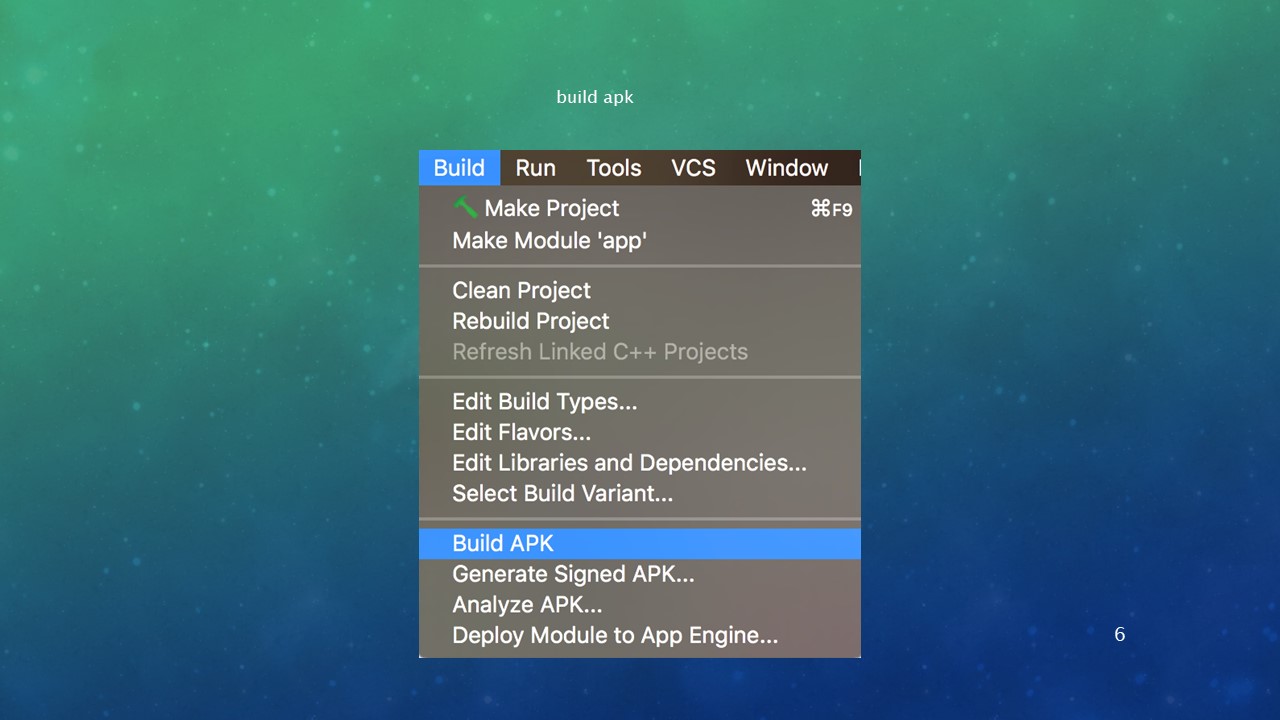 build apk
Build Run Tools VCS Window
Make Project ⌘F9
Make Module 'app'
Clean Project
Rebuild Project
Refresh Linked C++ Projects
Edit Build Types...
Edit Flavors...
Edit Libraries and Dependencies...
Select Build Variant...
Build APK
Generate Signed APK...
Analyze APK...
Deploy Module to App Engine...
6